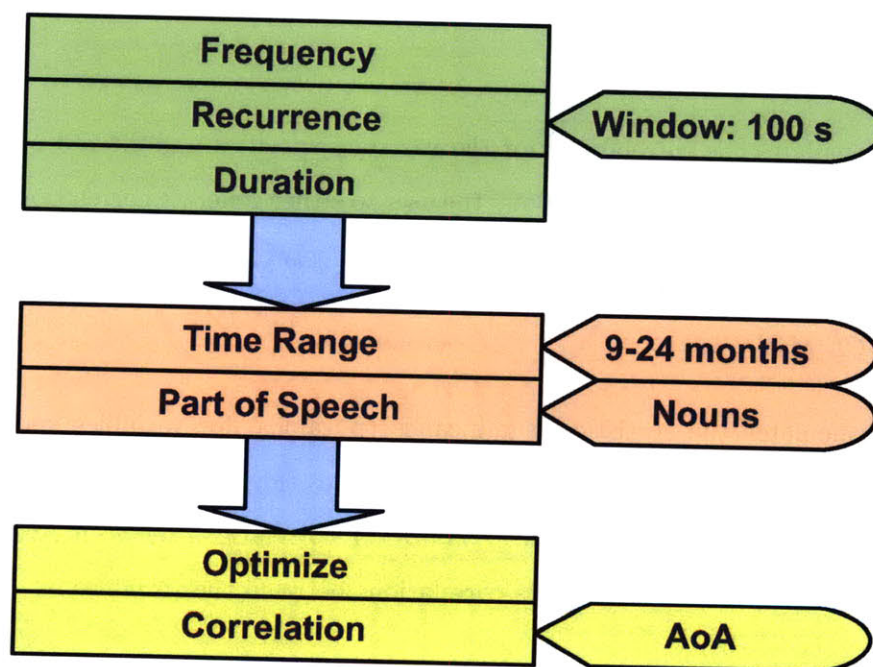 Frequency
Recurrence
Window: 100 s
Duration
Time Range
9-24 months
Part of Speech
Nouns
Optimize
Correlation
AoA